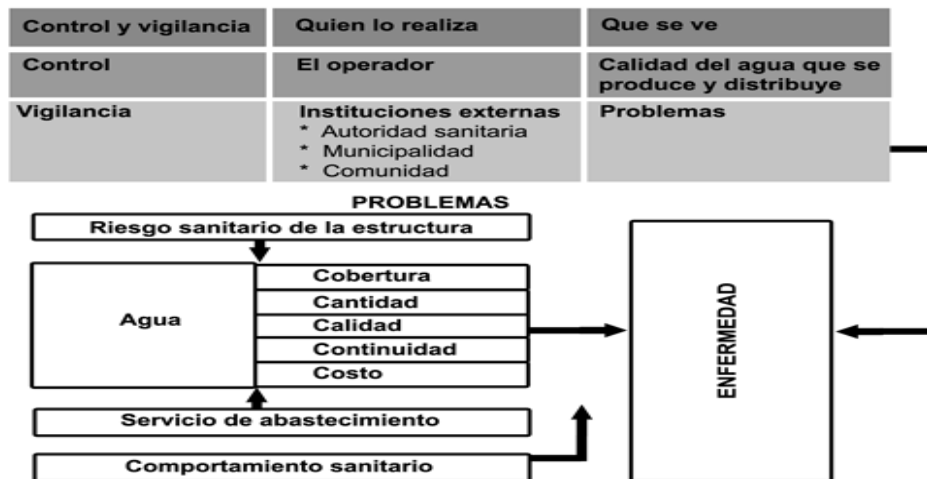 Control y vigilancia
Quien lo realiza
Que se ve
Control
El operador
Calidad del agua que se
produce y distribuye
Vigilancia
Instituciones externas
* Autoridad sanitaria
* Municipalidad
* Comunidad
Problemas
PROBLEMAS
Riesgo sanitario de la estructura
Agua
Cobertura
Cantidad
Calidad
Continuidad
Costo
Servicio de abastecimiento
Comportamiento sanitario
ENFERMEDAD